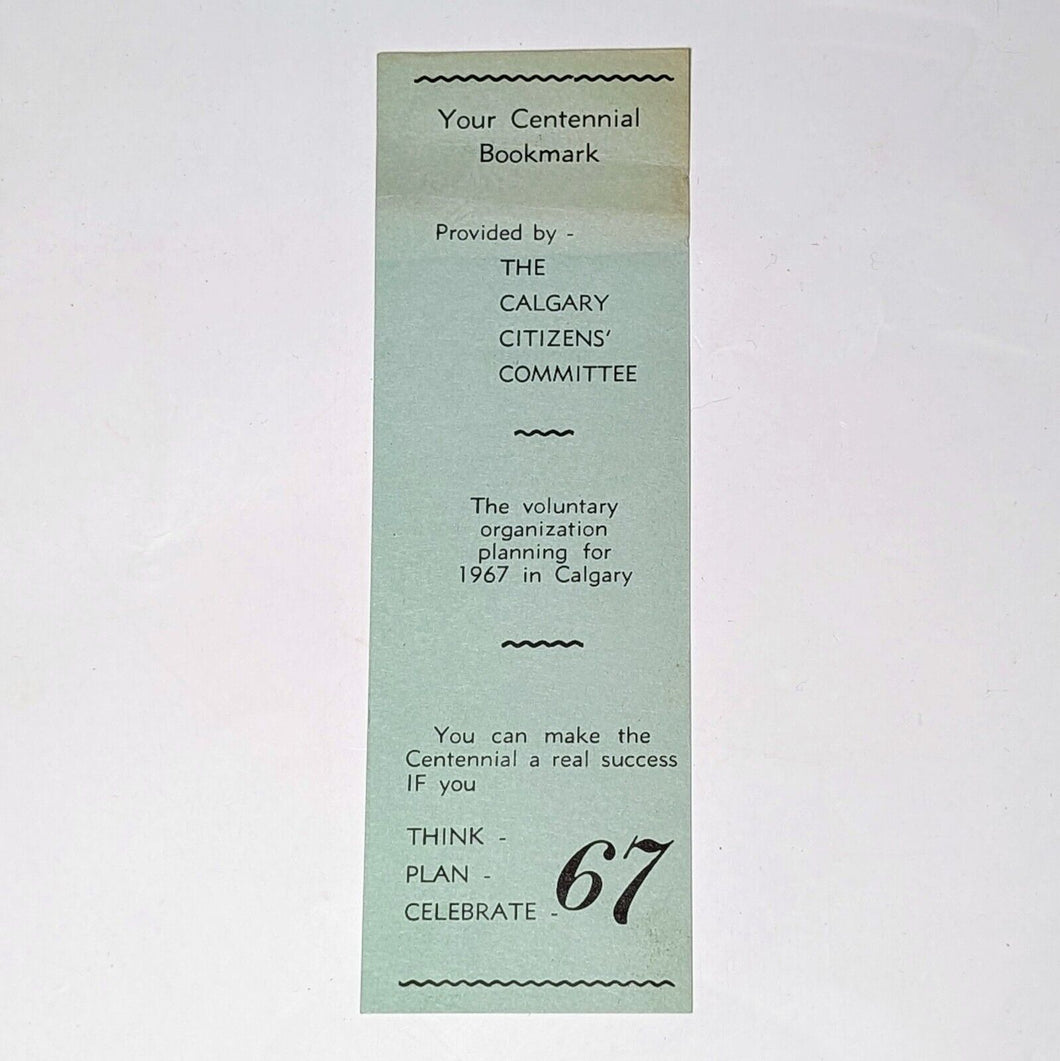 Your Centennial
Bookmark
Provided by -
THE
CALGARY
CITIZENS'
COMMITTEE
The voluntary
organization
planning for
1967 in Calgary
You can make the
Centennial a real success
IF you
THINK -
PLAN -
CELEBRATE - 67